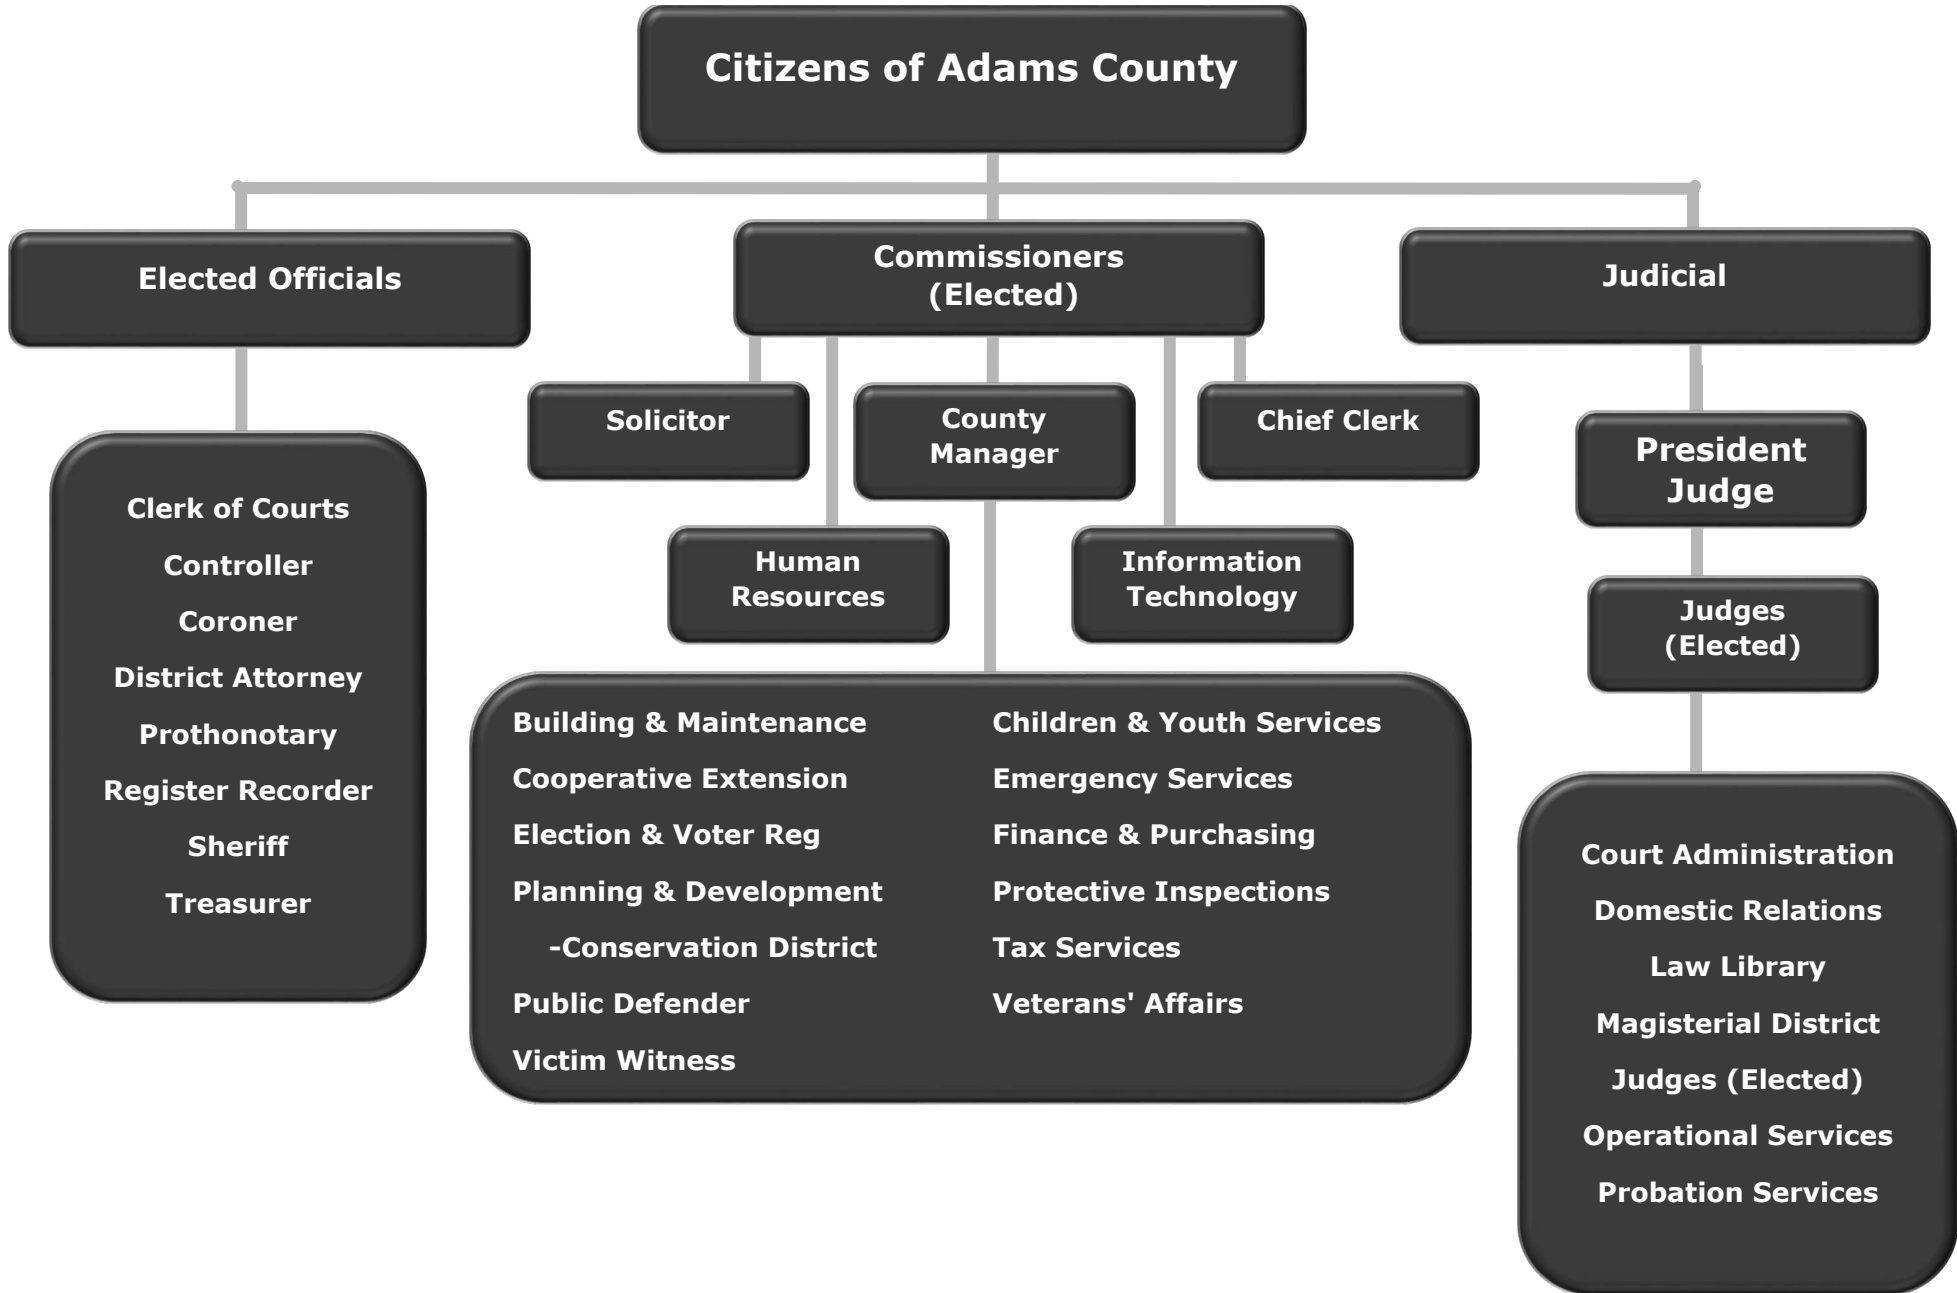 Citizens of Adams County
Elected Officials
Commissioners
(Elected)
Judicial
Solicitor
County
Manager
Chief Clerk
President
Judge
Human
Resources
Information
Technology
Judges
(Elected)
Clerk of Courts
Controller
Coroner
District Attorney
Prothonotary
Register Recorder
Sheriff
Treasurer
Building & Maintenance
Cooperative Extension
Election & Voter Reg
Planning & Development
-Conservation District
Public Defender
Victim Witness
Children & Youth Services
Emergency Services
Finance & Purchasing
Protective Inspections
Tax Services
Veterans' Affairs
Court Administration
Domestic Relations
Law Library
Magisterial District
Judges (Elected)
Operational Services
Probation Services